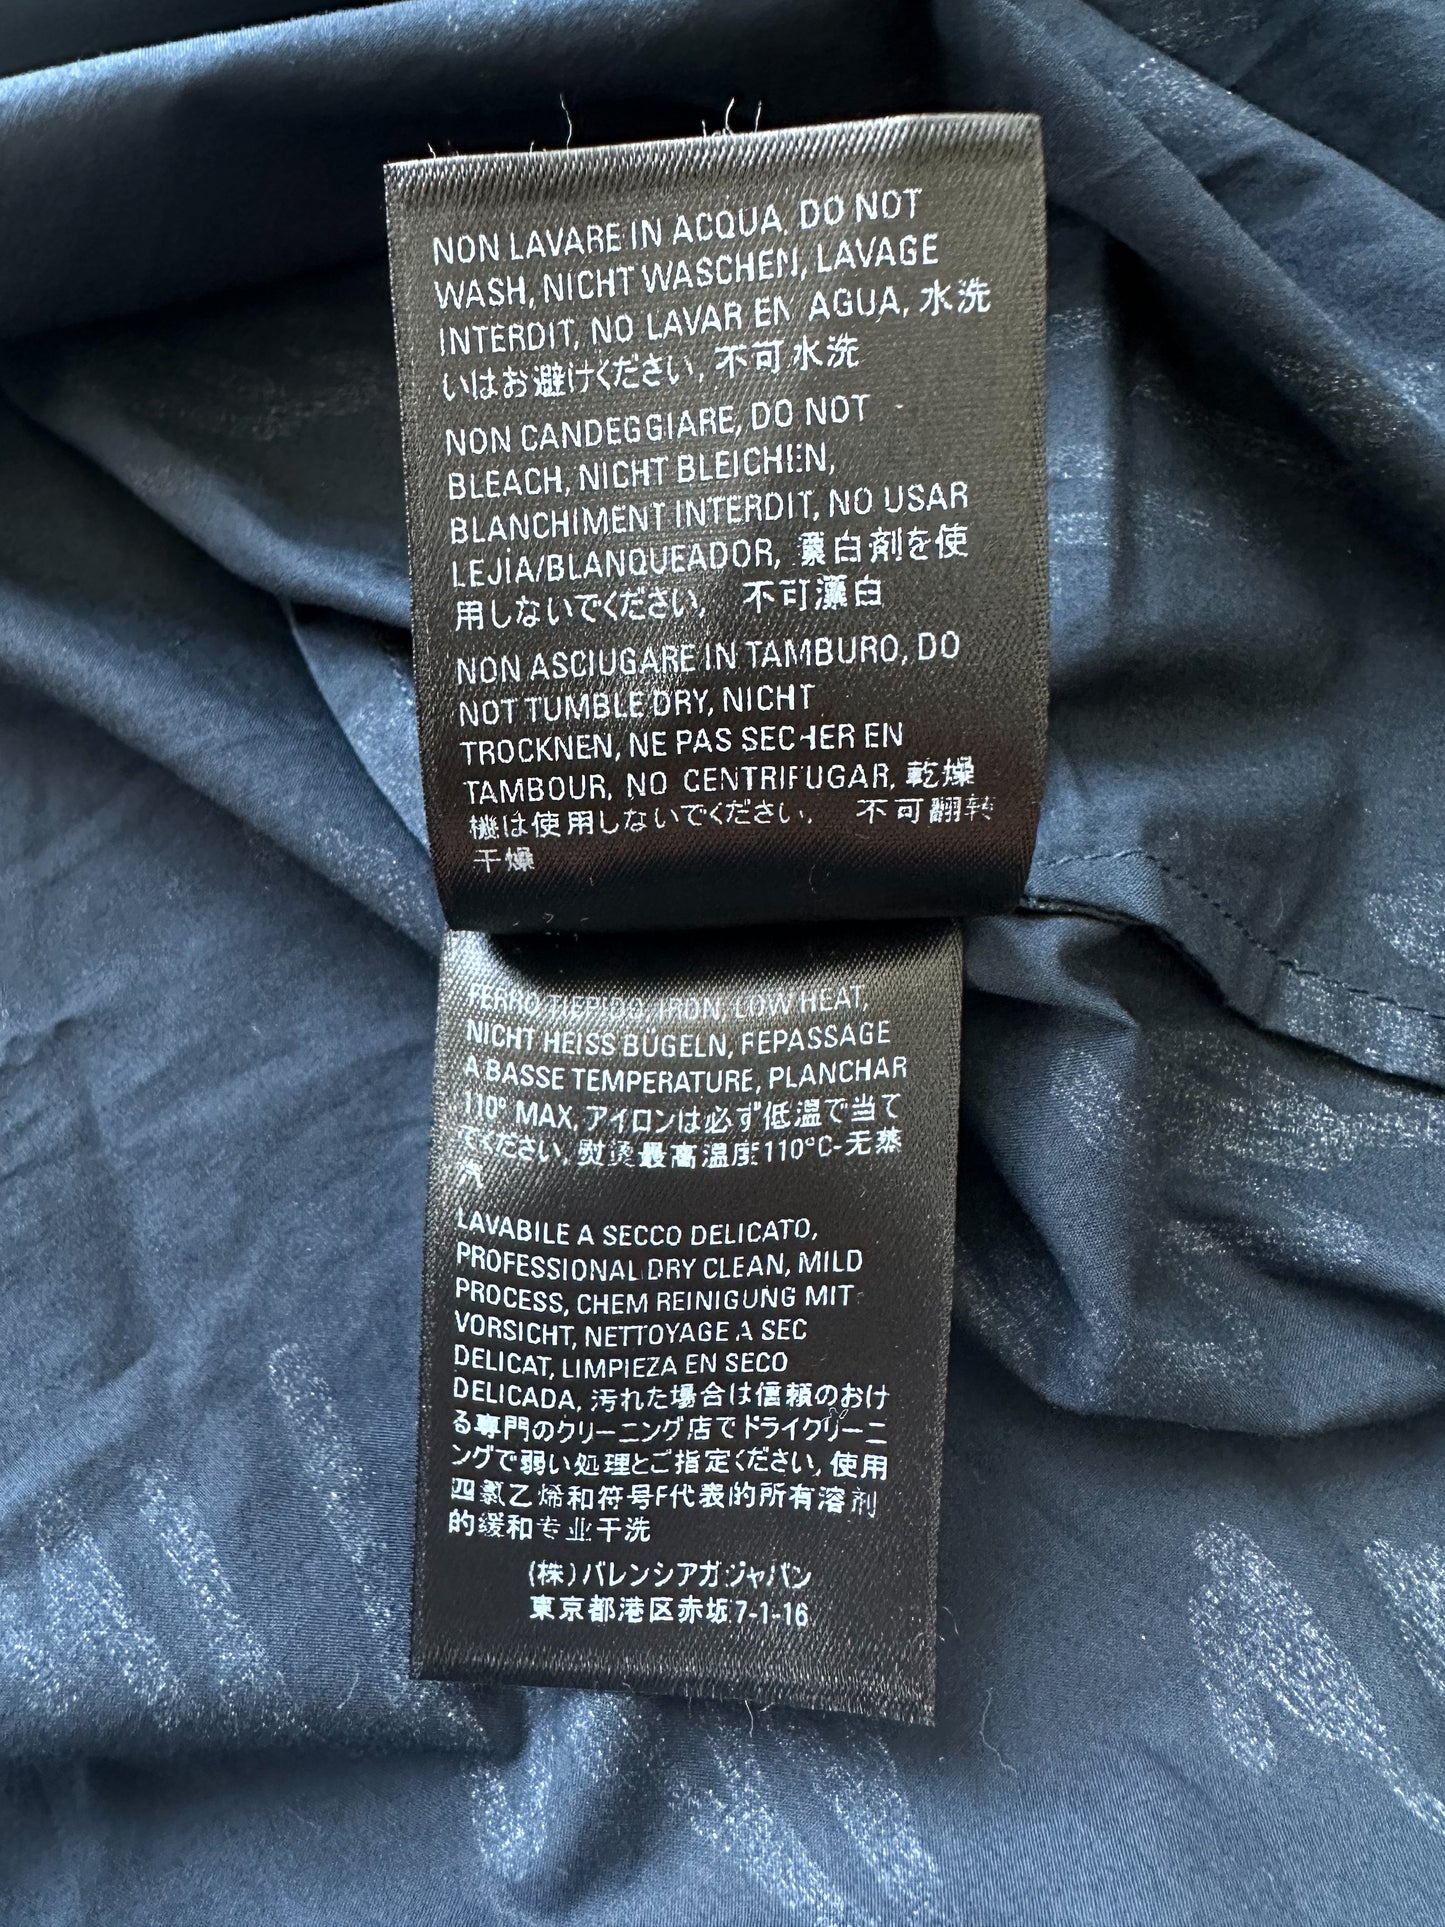 NON LAVARE IN ACQUA, DO NOT
WASH, NICHT WASCHEN, LAVAGE
INTERDIT, NO LAVAR EN AGUA, 水洗
いはお避けください, 不可水洗
NON CANDEGGIARE, DO NOT
BLEACH, NICHT BLEICHEN,
BLANCHIMENT INTERDIT, NO USAR
LEJÍA/BLANQUEADOR, 漂白剤を使
用しないでください, 不可漂白
NON ASCIUGARE IN TAMBURO, DO
NOT TUMBLE DRY, NICHT
TROCKNEN, NE PAS SECHER EN
TAMBOUR, NO CENTRIFUGAR, 乾燥
機は使用しないでください, 不可翻转
干燥
FERRO TIEPIDO, IRON, LOW HEAT,
NICHT HEISS BÜGELN, REPASSAGE
A BASSE TEMPERATURE, PLANCHAR
110° MAX, アイロンは必ず低温で当て
てください, 熨烫最高温度110°C-无蒸
汽
LAVABILE A SECCO DELICATO,
PROFESSIONAL DRY CLEAN, MILD
PROCESS, CHEM REINIGUNG MIT
VORSICHT, NETTOYAGE A SEC
DELICAT, LIMPIEZA EN SECO
DELICADA, 汚れた場合は信頼のおけ
る専門のクリーニング店でドライクリーニ
ングで弱い処理とご指定ください, 使用
四氯乙烯和符号F代表的所有溶剂
的缓和专业干洗
(株)バレンシアガジャパン
東京都港区赤坂7-1-16